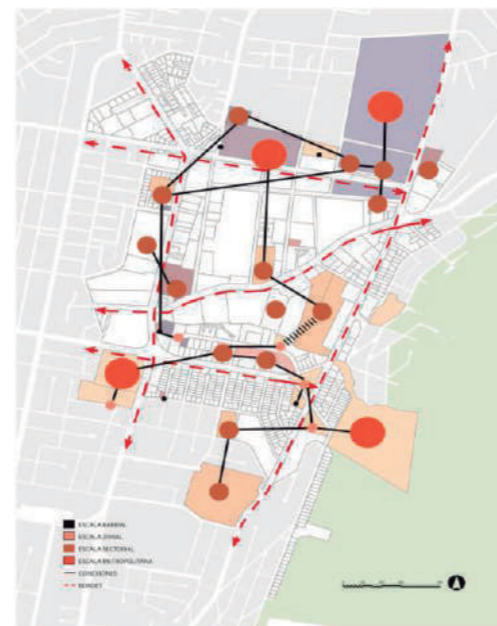 ESCALA BARRIAL
ESCALA ZONAL
ESCALA SECTORIAL
ESCALA METROPOLITANA
CONEXIONES
BORDES